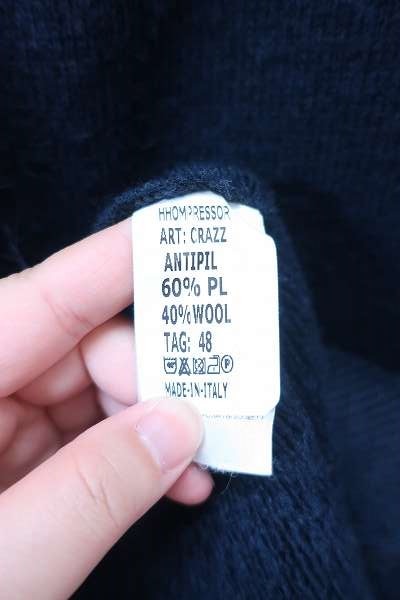 HHOMPRESSOR
ART: CRAZZ
ANTIPIL
60% PL
40% WOOL
TAG: 48
P
MADE-IN-ITALY